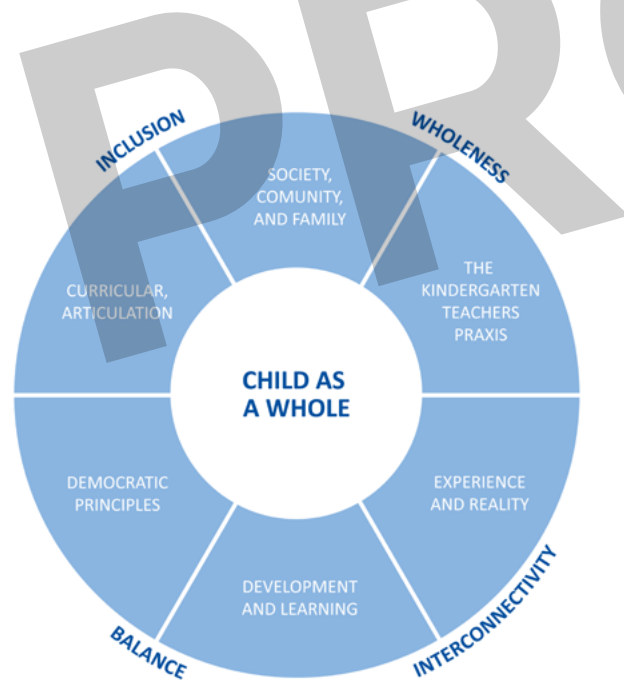 PRO
INCLUSION
WHOLENESS
SOCIETY,
COMUNITY,
AND FAMILY
THE
KINDERGARTEN
TEACHERS
PRAXIS
CURRICULAR,
ARTICULATION
CHILD AS
A WHOLE
DEMOCRATIC
PRINCIPLES
EXPERIENCE
AND REALITY
DEVELOPMENT
AND LEARNING
BALANCE
INTERCONNECTIVITY